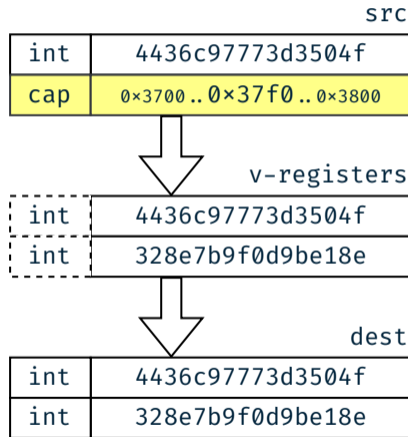 src
int 4436c97773d3504f
cap 0×3700 .. 0×37f0 .. 0×3800
v-registers
int 4436c97773d3504f
int 328e7b9f0d9be18e
dest
int 4436c97773d3504f
int 328e7b9f0d9be18e